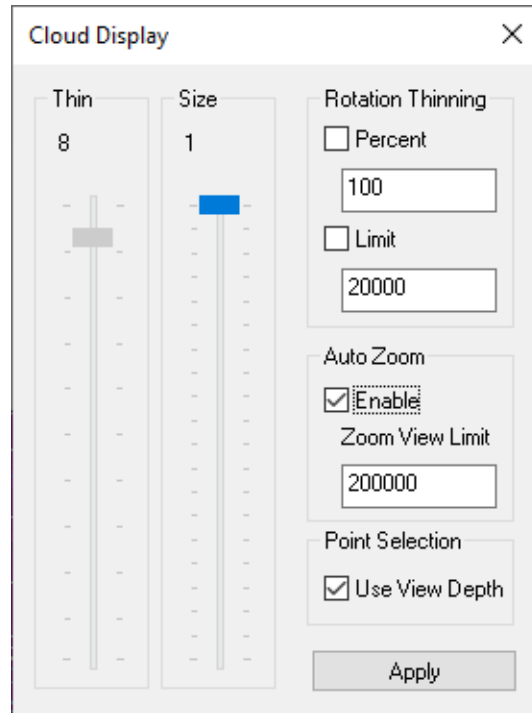 Cloud Display
Thin
8
Size
1
Rotation Thinning
Percent
100
Limit
20000
Auto Zoom
Enable
Zoom View Limit
200000
Point Selection
Use View Depth
Apply